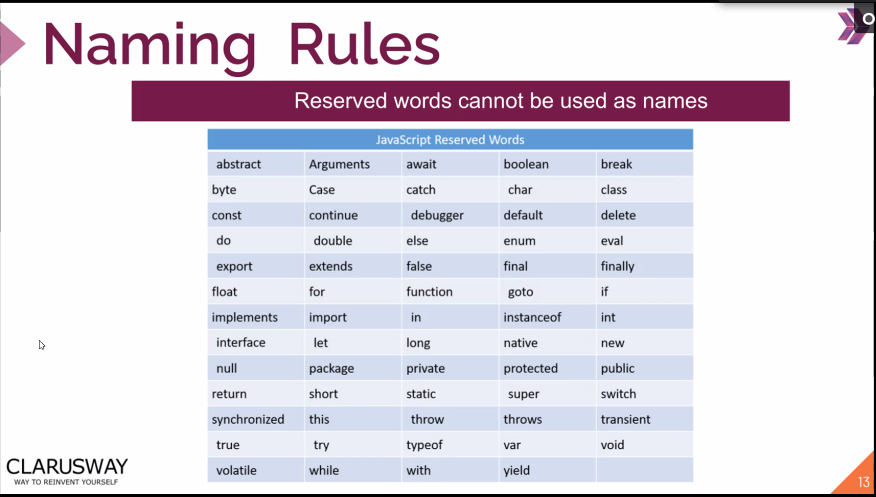 Naming Rules
Reserved words cannot be used as names
JavaScript Reserved Words
abstract Arguments await boolean break
byte Case catch char class
const continue debugger default delete
do double else enum eval
export extends false final finally
float for function goto if
implements import in instanceof int
interface let long native new
null package private protected public
return short static super switch
synchronized this throw throws transient
true try typeof var void
volatile while with yield
CLARUSWAY
WAY TO REINVENT YOURSELF
13